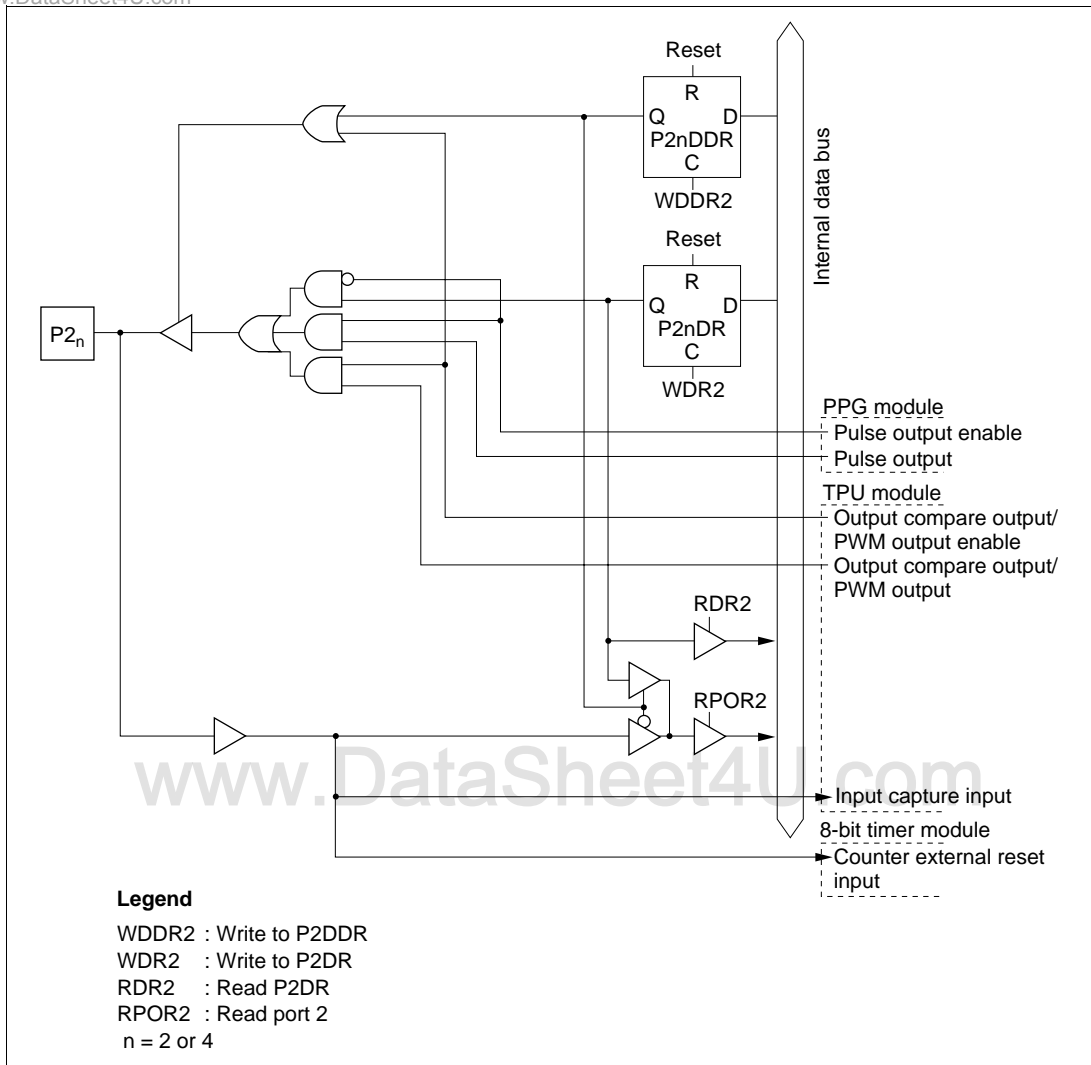 w.DataSheet4U.com
Reset
R
Q D
P2nDDR
C
WDDR2
Internal data bus
Reset
R
Q D
P2nDR
C
WDR2
P2n
PPG module
Pulse output enable
Pulse output
TPU module
Output compare output/
PWM output enable
Output compare output/
PWM output
RDR2
RPOR2
www.DataSheet4U.com
Input capture input
8-bit timer module
Counter external reset
input
Legend
WDDR2 : Write to P2DDR
WDR2 : Write to P2DR
RDR2 : Read P2DR
RPOR2 : Read port 2
n = 2 or 4